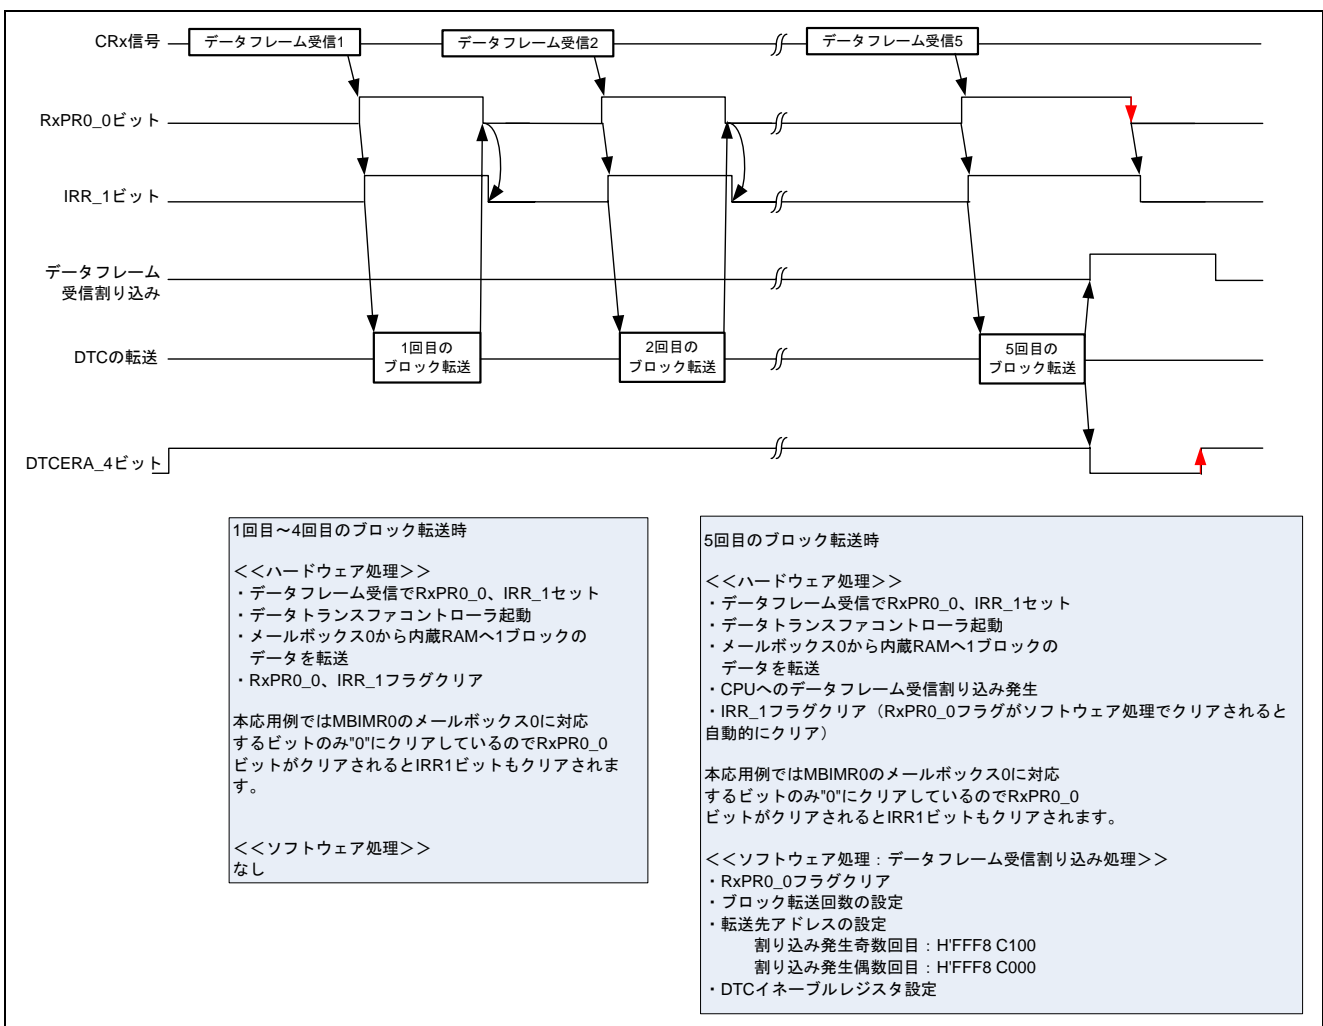 CRx信号
データフレーム受信1
データフレーム受信2
データフレーム受信5
RxPR0_0ビット
IRR_1ビット
データフレーム
受信割り込み
DTCの転送
1回目の
ブロック転送
2回目の
ブロック転送
5回目の
ブロック転送
DTCERA_4ビット
1回目～4回目のブロック転送時
<<ハードウェア処理>>
・データフレーム受信でRxPR0_0、IRR_1セット
・データトランスファコントローラ起動
・メールボックス0から内蔵RAMへ1ブロックの
データを転送
・RxPR0_0、IRR_1フラグクリア
本応用例ではMBIMR0のメールボックス0に対応
するビットのみ"0"にクリアしているのでRxPR0_0
ビットがクリアされるとIRR1ビットもクリアされま
す。
<<ソフトウェア処理>>
なし
5回目のブロック転送時
<<ハードウェア処理>>
・データフレーム受信でRxPR0_0、IRR_1セット
・データトランスファコントローラ起動
・メールボックス0から内蔵RAMへ1ブロックの
データを転送
・CPUへのデータフレーム受信割り込み発生
・IRR_1フラグクリア（RxPR0_0フラグがソフトウェア処理でクリアされると
自動的にクリア）
本応用例ではMBIMR0のメールボックス0に対応
するビットのみ"0"にクリアしているのでRxPR0_0
ビットがクリアされるとIRR1ビットもクリアされます。
<<ソフトウェア処理：データフレーム受信割り込み処理>>
・RxPR0_0フラグクリア
・ブロック転送回数の設定
・転送先アドレスの設定
割り込み発生奇数回目：H'FFF8 C100
割り込み発生偶数回目：H'FFF8 C000
・DTCイネーブルレジスタ設定